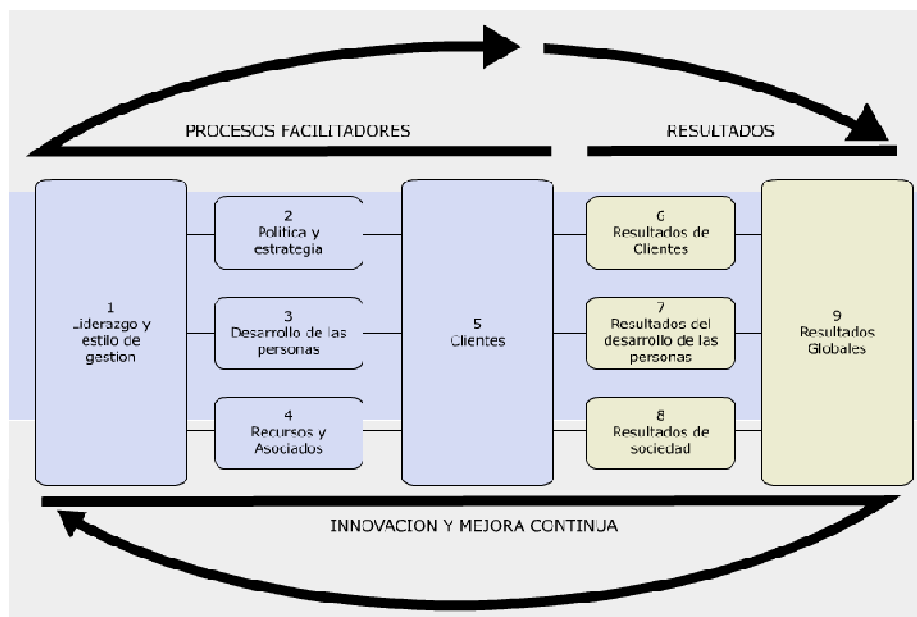 PROCESOS FACILITADORES
RESULTADOS
1
Liderazgo y
estilo de
gestion
2
Politica y
estrategia
3
Desarrollo de las
personas
4
Recursos y
Asociados
5
Clientes
6
Resultados de
Clientes
7
Resultados del
desarrollo de las
personas
8
Resultados de
sociedad
9
Resultados
Globales
INNOVACION Y MEJORA CONTINUA